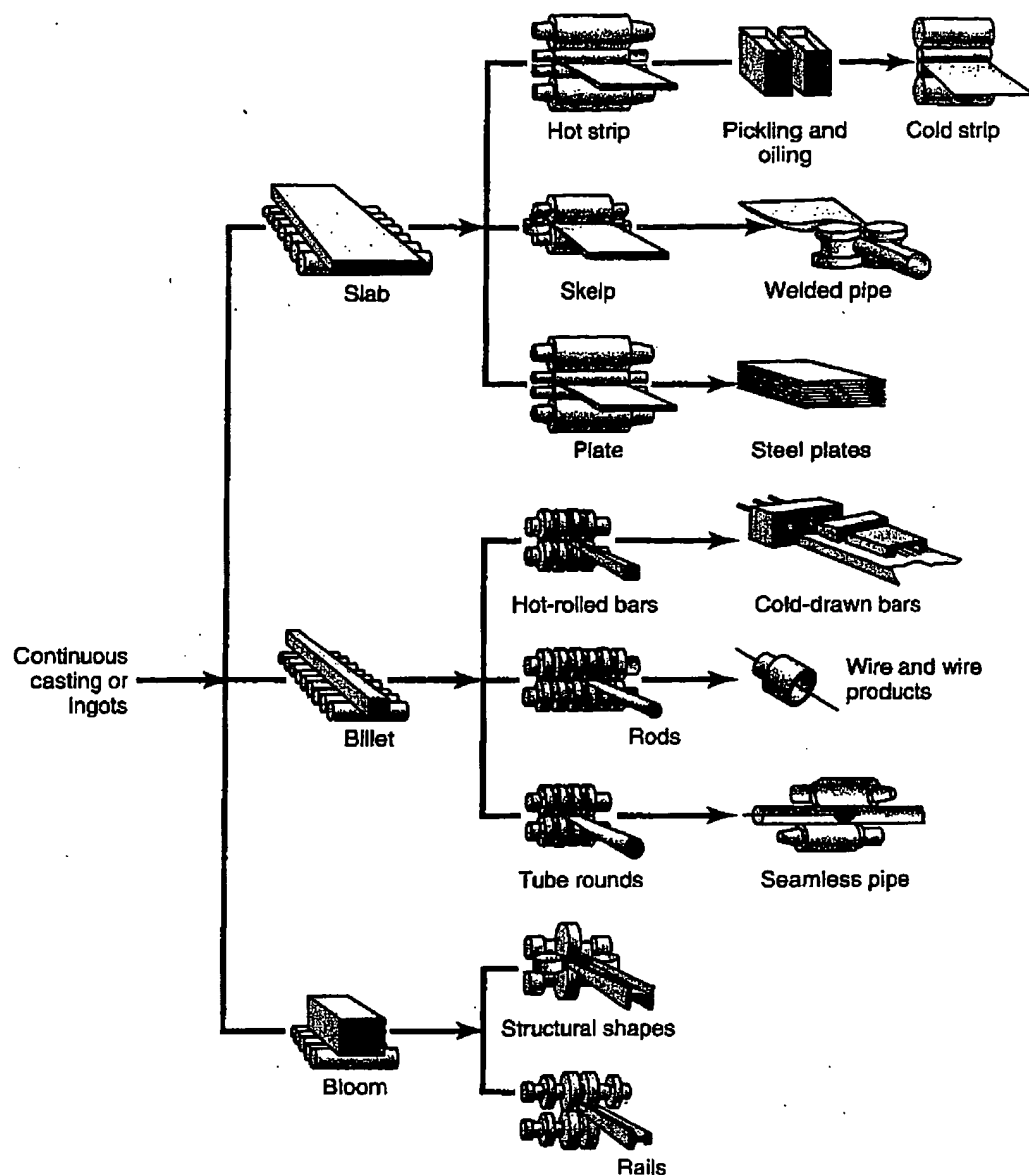 Hot strip
Pickling and
oiling
Cold strip
Slab
Skelp
Welded pipe
Plate
Steel plates
Hot-rolled bars
Cold-drawn bars
Continuous
casting or
ingots
Billet
Rods
Wire and wire
products
Tube rounds
Seamless pipe
Structural shapes
Bloom
Rails